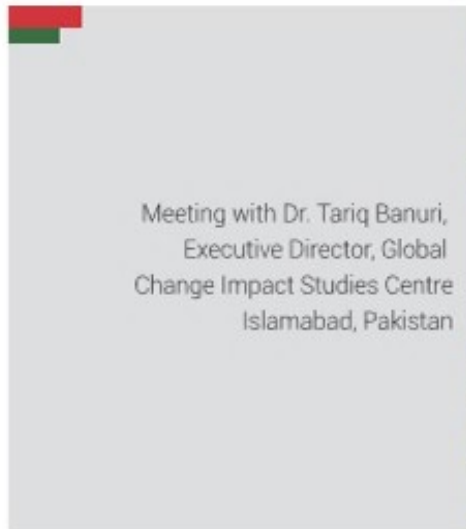 Meeting with Dr. Tariq Banuri,
Executive Director, Global
Change Impact Studies Centre
Islamabad, Pakistan